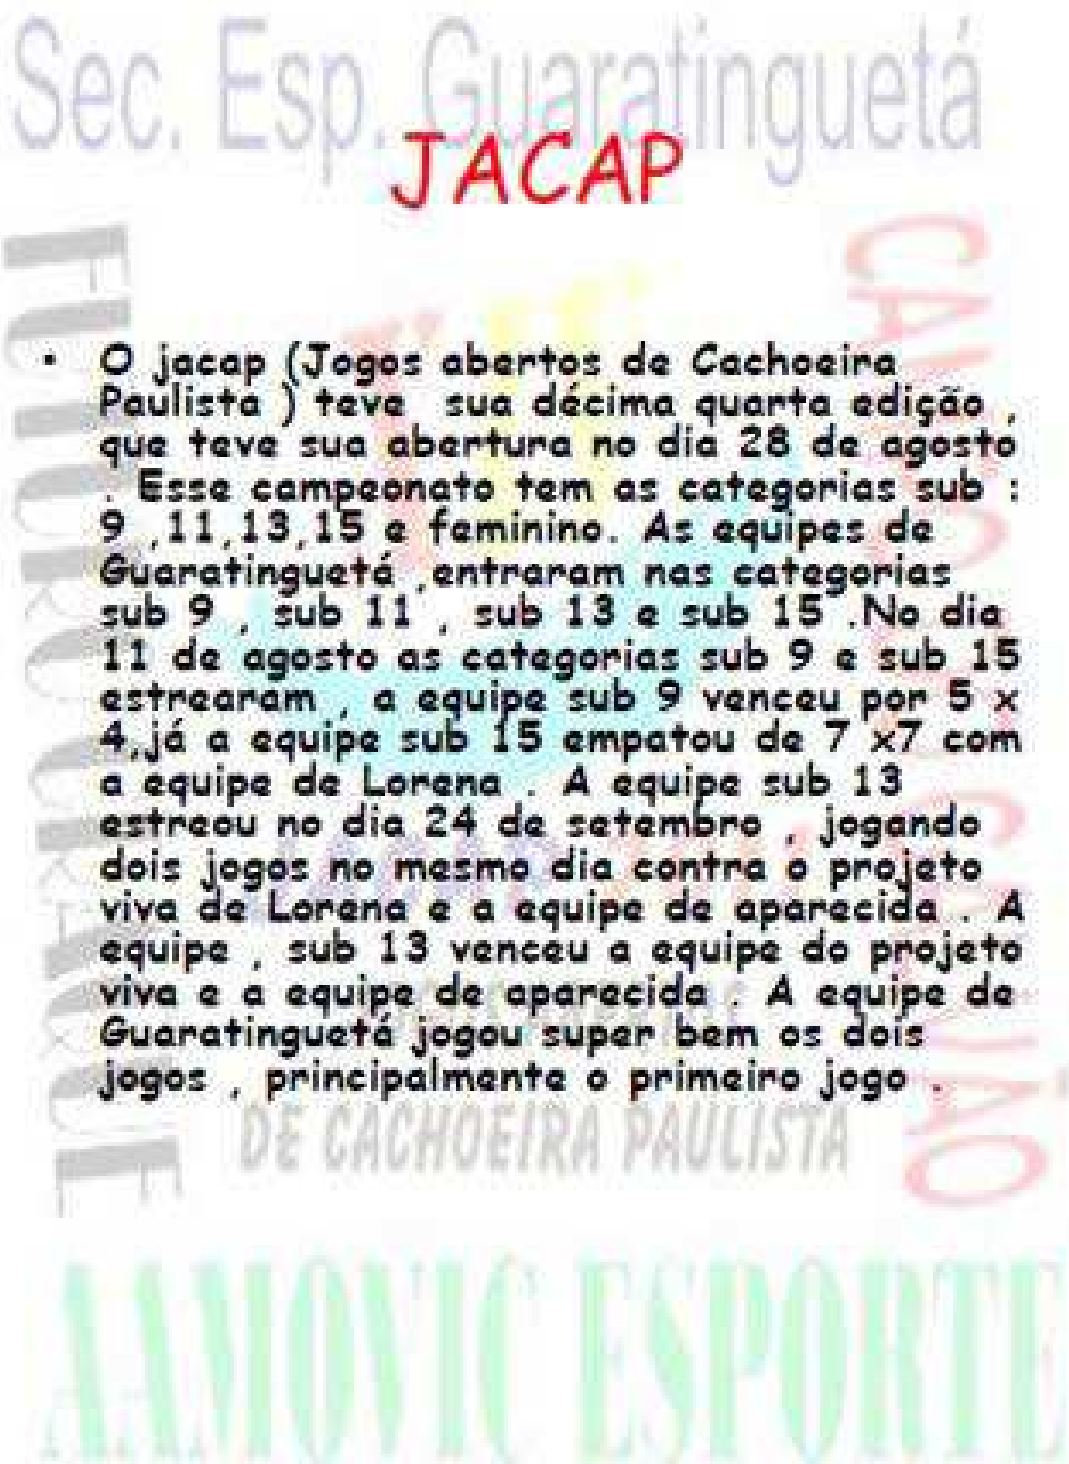 Sec. Esp. Guaratinguetá
JACAP
• O jacap (Jogos abertos de Cachoeira
Paulista ) teve sua décima quarta edição ,
que teve sua abertura no dia 28 de agosto
. Esse campeonato tem as categorias sub :
9 ,11,13,15 e feminino. As equipes de
Guaratinguetá ,entraram nas categorias
sub 9 , sub 11 , sub 13 e sub 15 .No dia
11 de agosto as categorias sub 9 e sub 15
estrearam , a equipe sub 9 venceu por 5 x
4,já a equipe sub 15 empatou de 7 x7 com
a equipe de Lorena . A equipe sub 13
estreou no dia 24 de setembro , jogando
dois jogos no mesmo dia contra o projeto
viva de Lorena e a equipe de aparecida . A
equipe , sub 13 venceu a equipe do projeto
viva e a equipe de aparecida . A equipe de
Guaratinguetá jogou super bem os dois
jogos , principalmente o primeiro jogo .
DE CACHOEIRA PAULISTA
FUTURO CRAQUE
AAMOVIC ESPORTE